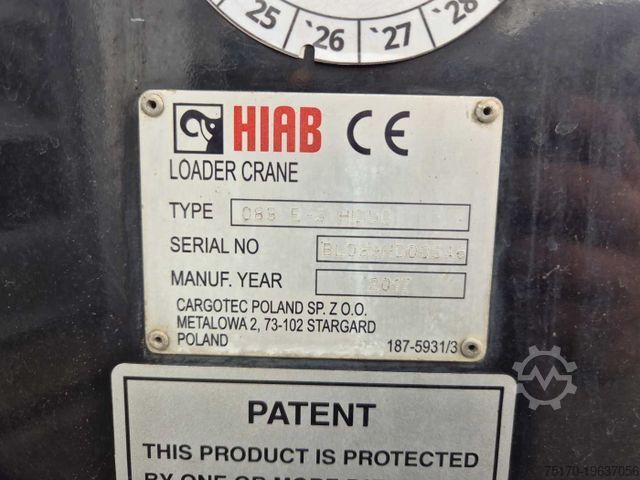 25 '26 '27 '28
HIAB CE
LOADER CRANE
TYPE
SERIAL NO
MANUF. YEAR
CARGOTEC POLAND SP. Z O.O.
METALOWA 2, 73-102 STARGARD
POLAND 187-5931/3
PATENT
THIS PRODUCT IS PROTECTED
75170-19637056